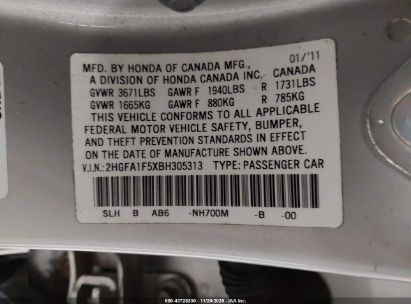 MFD. BY HONDA OF CANADA MFG., 01/'11
A DIVISION OF HONDA CANADA INC. CANADA
GVWR 3671LBS GAWR F 1940LBS R 1731LBS
GVWR 1665KG GAWR F 880KG R 785KG
THIS VEHICLE CONFORMS TO ALL APPLICABLE
FEDERAL MOTOR VEHICLE SAFETY, BUMPER,
AND THEFT PREVENTION STANDARDS IN EFFECT
ON THE DATE OF MANUFACTURE SHOWN ABOVE.
V.I.N.:2HGFA1F5XBH305313 TYPE: PASSENGER CAR
SLH B AB6 -NH700M -B -00